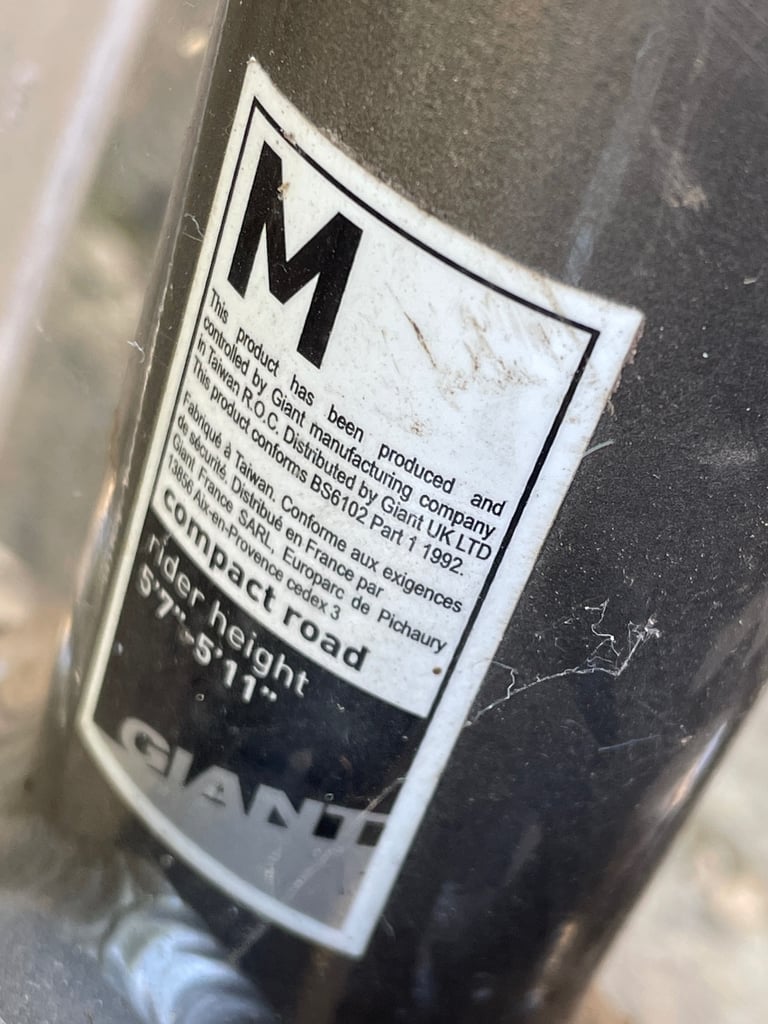 M
This product has been produced and
controlled by Giant manufacturing company
in Taiwan R.O.C. Distributed by Giant UK LTD
This product conforms BS6102 Part 1 1992.
Fabriqué à Taiwan. Conforme aux exigences
de sécurité. Distribué en France par
Giant France SARL, Europarc de Pichaury
13856 Aix-en-Provence cedex 3
compact road
rider height
5'7"-5'11"
GIANT